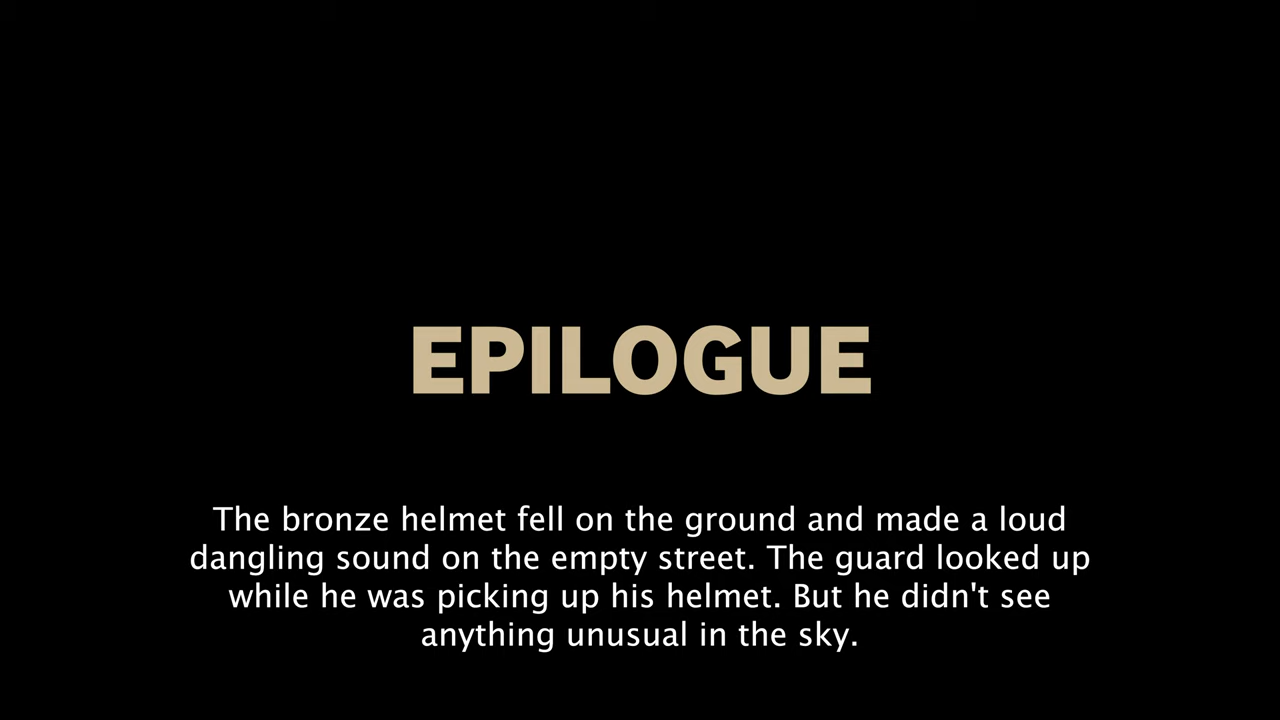 EPILOGUE
The bronze helmet fell on the ground and made a loud
dangling sound on the empty street. The guard looked up
while he was picking up his helmet. But he didn't see
anything unusual in the sky.